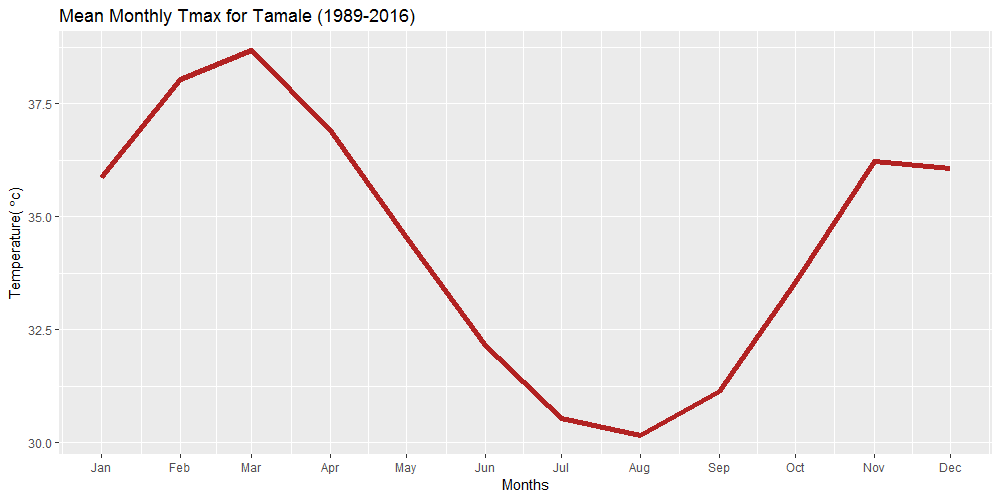 Mean Monthly Tmax for Tamale (1989-2016)
Temperature( °c)
37.5
35.0
32.5
30.0
Jan Feb Mar Apr May Jun Jul Aug Sep Oct Nov Dec
Months